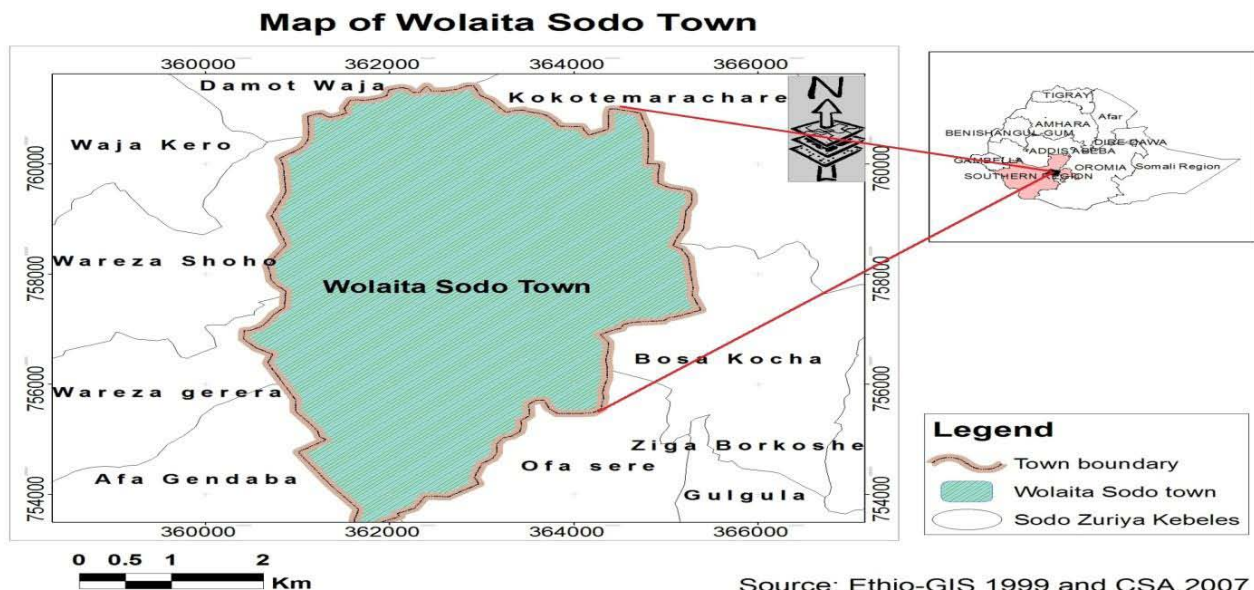 Map of Wolaita Sodo Town
360000 362000 364000 366000
Damot Waja
Kokotemarachare
N
Waja Kero
760000
760000
Wareza Shoho
758000
758000
Wolaita Sodo Town
Bosa Kocha
756000
756000
Wareza gerera
Ziga Borkoshe
Afa Gendaba
Ofa sere
Gulgula
754000
754000
360000 362000 364000 366000
0 0.5 1 2
Km
TIGRAY
AMHARA
Afar
BENISHANGUL GUM
DIRE DAWA
ADDIS ABEBA
GAMBELLA
OROMIA
Somali Region
SOUTHERN REGION
Legend
Town boundary
Wolaita Sodo town
Sodo Zuriya Kebeles
Source: Ethio-GIS 1999 and CSA 2007